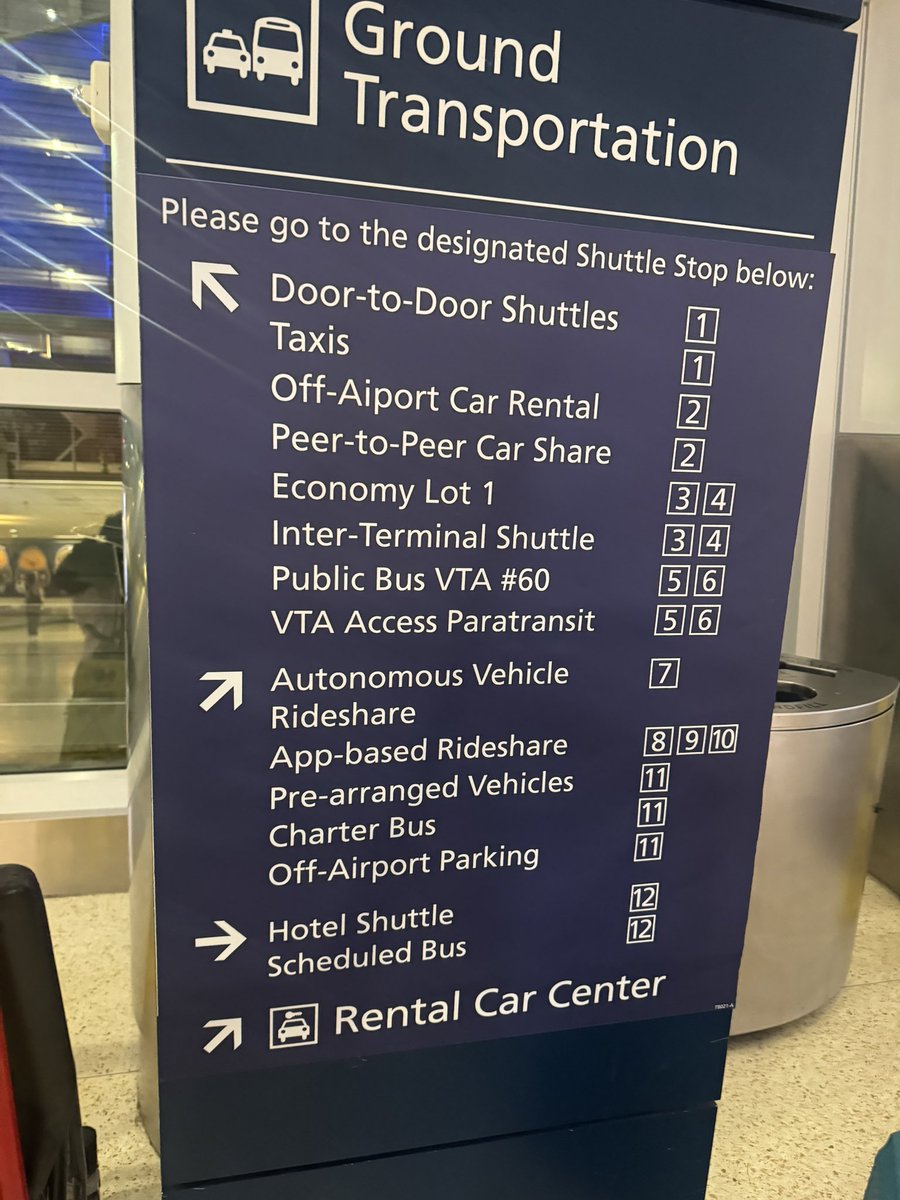 Ground
Transportation
Please go to the designated Shuttle Stop below:
Door-to-Door Shuttles 1
Taxis 1
Off-Aiport Car Rental 2
Peer-to-Peer Car Share 2
Economy Lot 1 3 4
Inter-Terminal Shuttle 3 4
Public Bus VTA #60 5 6
VTA Access Paratransit 5 6
Autonomous Vehicle 7
Rideshare
App-based Rideshare 8 9 10
Pre-arranged Vehicles 11
Charter Bus 11
Off-Airport Parking 11
Hotel Shuttle 12
Scheduled Bus 12
Rental Car Center